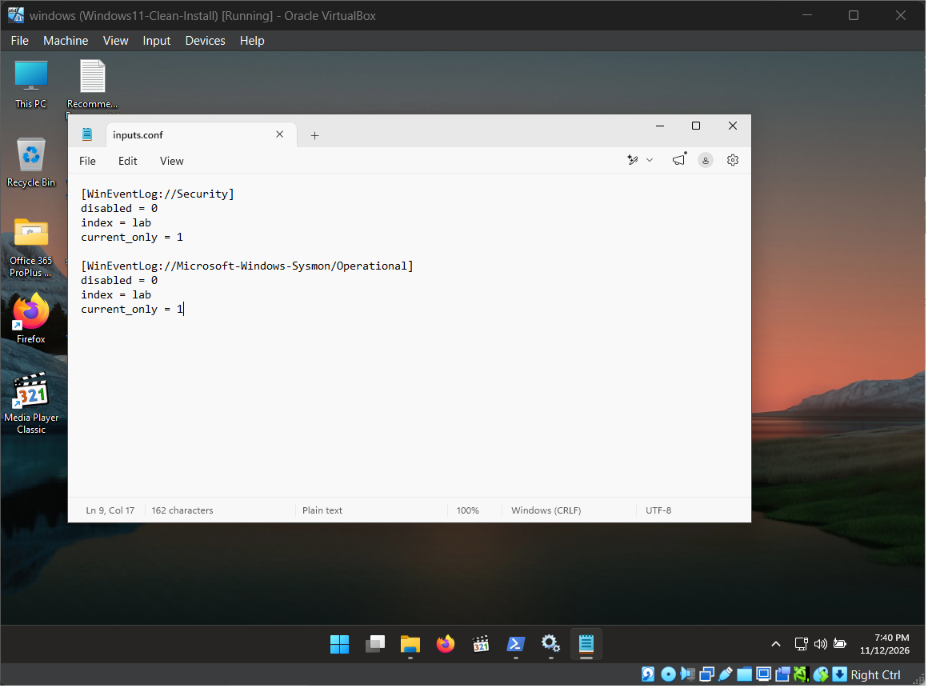 windows (Windows11-Clean-Install) [Running] - Oracle VirtualBox
File Machine View Input Devices Help
This PC
Recomme...
Recycle Bin
Office 365
ProPlus ...
Firefox
321
Media Player
Classic
inputs.conf
File Edit View
[WinEventLog://Security]
disabled = 0
index = lab
current_only = 1
[WinEventLog://Microsoft-Windows-Sysmon/Operational]
disabled = 0
index = lab
current_only = 1
Ln 9, Col 17 162 characters Plain text 100% Windows (CRLF) UTF-8
321
7:40 PM
11/12/2026
Right Ctrl